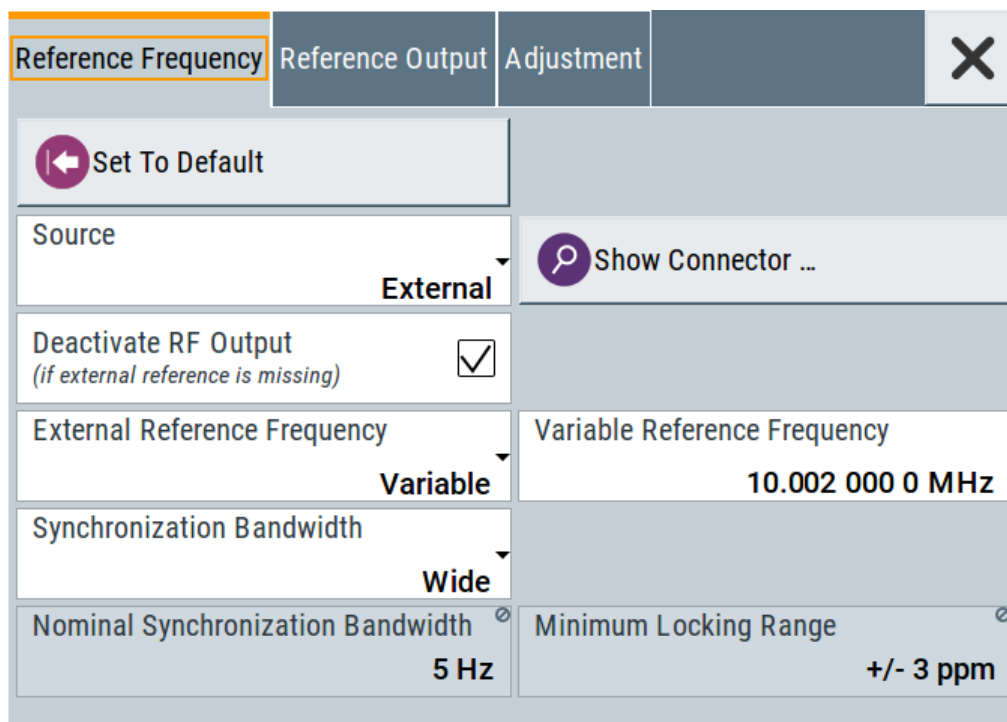 Reference Frequency
Reference Output
Adjustment
Set To Default
Source
External
Show Connector ...
Deactivate RF Output
(if external reference is missing)
External Reference Frequency
Variable
Variable Reference Frequency
10.002 000 0 MHz
Synchronization Bandwidth
Wide
Nominal Synchronization Bandwidth
5 Hz
Minimum Locking Range
+/- 3 ppm